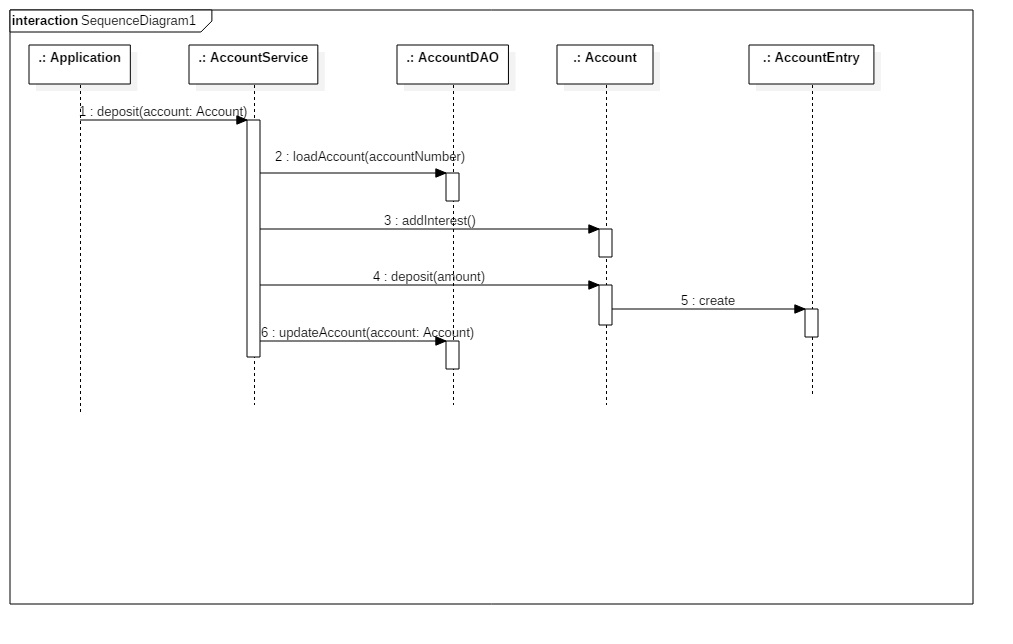 interaction SequenceDiagram1
.: Application
.: AccountService
.: AccountDAO
.: Account
.: AccountEntry
1 : deposit(account: Account)
2 : loadAccount(accountNumber)
3 : addInterest()
4 : deposit(amount)
5 : create
6 : updateAccount(account: Account)